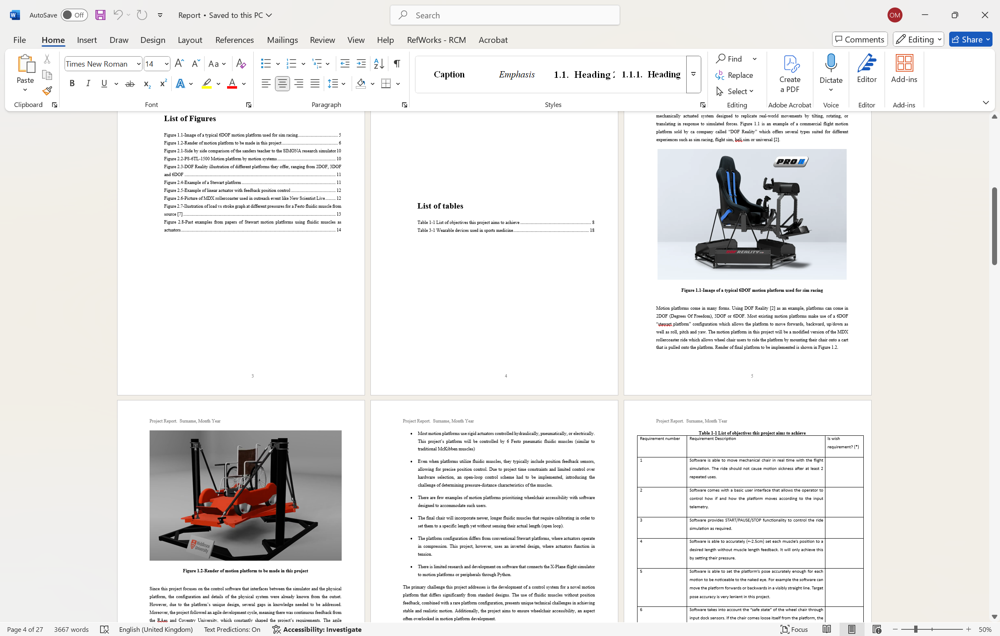 AutoSave Off Report • Saved to this PC Search OM
File Home Insert Draw Design Layout References Mailings Review View Help RefWorks - RCM Acrobat Comments Editing Share
Paste
Clipboard
Times New Roman 14
Font
Paragraph
Caption Emphasis 1.1. Heading 2 1.1.1. Heading
Styles
Find
Replace
Select
Editing
Create
a PDF
Adobe Acrobat
Dictate
Voice
Editor
Editor
Add-ins
Add-ins
List of Figures
Figure 1.1-Image of a typical 6DOF motion platform used for sim racing 5
Figure 1.2-Render of motion platform to be made in this project 6
Figure 2.1-Side by side comparison of the sanders teacher to the SIMONA research simulator 10
Figure 2.2-PS-6TL-1500 Motion platform by motion systems 10
Figure 2.3-DOF Reality illustration of different platforms they offer, ranging from 2DOF, 3DOF
and 6DOF 11
Figure 2.4-Example of a Stewart platform 11
Figure 2.5-Example of linear actuator with feedback position control 12
Figure 2.6-Picture of MDX rollercoaster used in outreach event like New Scientist Live 12
Figure 2.7-Ilustration of load vs stroke graph at different pressures for a Festo fluidic muscle from
source [7] 13
Figure 2.8-Past examples from papers of Stewart motion platforms using fluidic muscles as
actuators 14
3
List of tables
Table 1-1 List of objectives this project aims to achieve 8
Table 3-1 Wearable devices used in sports medicine 18
4
mechanically actuated system designed to replicate real-world movements by tilting, rotating, or
translating in response to simulated forces. Figure 1.1 is an example of a commercial flight motion
platform sold by ca company called “DOF Reality” which offers several types suited for different
experiences such as sim racing, flight sim, heli sim or universal [2].
PRO II
REALITY
Figure 1.1-Image of a typical 6DOF motion platform used for sim racing
Motion platforms come in many forms. Using DOF Reality [2] as an example, platforms can come in
2DOF (Degrees Of Freedom), 3DOF or 6DOF. Most existing motion platforms make use of a 6DOF
“stewart platform” configuration which allows the platform to move forwards, backward, up/down as
well as roll, pitch and yaw. The motion platform in this project will be a modified version of the MDX
rollercoaster ride which allows wheel chair users to ride the platform by mounting their chair onto a cart
that is pulled onto the platform. Render of final platform to be implemented is shown in Figure 1.2.
5
Project Report. Surname, Month Year
Middlesex
University
Figure 1.2-Render of motion platform to be made in this project
Since this project focuses on the control software that interfaces between the simulator and the physical
platform, the configuration and details of the physical system were already known from the outset.
However, due to the platform’s unique design, several gaps in knowledge needed to be addressed.
Moreover, the project followed an agile development cycle, meaning there was continuous feedback from
the RAes and Coventry University, which constantly shaped the project’s requirements. The agile
Project Report. Surname, Month Year
• Most motion platforms use rigid actuators controlled hydraulically, pneumatically, or electrically.
This project’s platform will be controlled by 6 Festo pneumatic fluidic muscles (similar to
traditional McKibben muscles)
• Even when platforms utilize fluidic muscles, they typically include position feedback sensors,
allowing for precise position control. Due to project time constraints and limited control over
hardware selection, an open-loop control scheme had to be implemented, introducing the
challenge of determining pressure-distance characteristics of the muscles.
• There are few examples of motion platforms prioritizing wheelchair accessibility with software
designed to accommodate such users.
• The final chair will incorporate newer, longer fluidic muscles that require calibrating in order to
set them to a specific length yet without sensing their actual length (open loop).
• The platform configuration differs from conventional Stewart platforms, where actuators operate
in compression. This project, however, uses an inverted design, where actuators function in
tension.
• There is limited research and development on software that connects the X-Plane flight simulator
to motion platforms or peripherals through Python.
The primary challenge this project addresses is the development of a control system for a novel motion
platform that differs significantly from standard designs. The use of fluidic muscles without position
feedback, combined with a rare platform configuration, presents unique technical challenges in achieving
stable and realistic motion. Additionally, the project aims to ensure wheelchair accessibility, an aspect
often overlooked in motion platform development.
Project Report. Surname, Month Year
Table 1-1 List of objectives this project aims to achieve
Requirement number Requirement Description Is wish
requirement? (*)
1 Software is able to move mechanical chair in real time with the flight
simulation. The ride should not cause motion sickness after at least 2
repeated uses.
2 Software comes with a basic user interface that allows the operator to
control how if and how the platform moves according to the input
telemetry.
3 Software provides START/PAUSE/STOP functionality to control the ride
simulation as required.
4 Software is able to accurately (+-2.5cm) set each muscle’s position to a
desired length without muscle length feedback. It will only achieve this
by setting their pressure.
5 Software is able to set the platform’s pose accurately enough for each
motion to be noticeable to the naked eye. For example the software can
move the platform forwards or backwards in a visibly straight line. Target
pose accuracy is very lenient in this project.
6 Software takes into account the “safe state” of the wheel chair through
input dock sensors. If the chair comes loose itself from the platform, the
Page 4 of 27 3667 words English (United Kingdom) Text Predictions: On Accessibility: Investigate Focus 50%